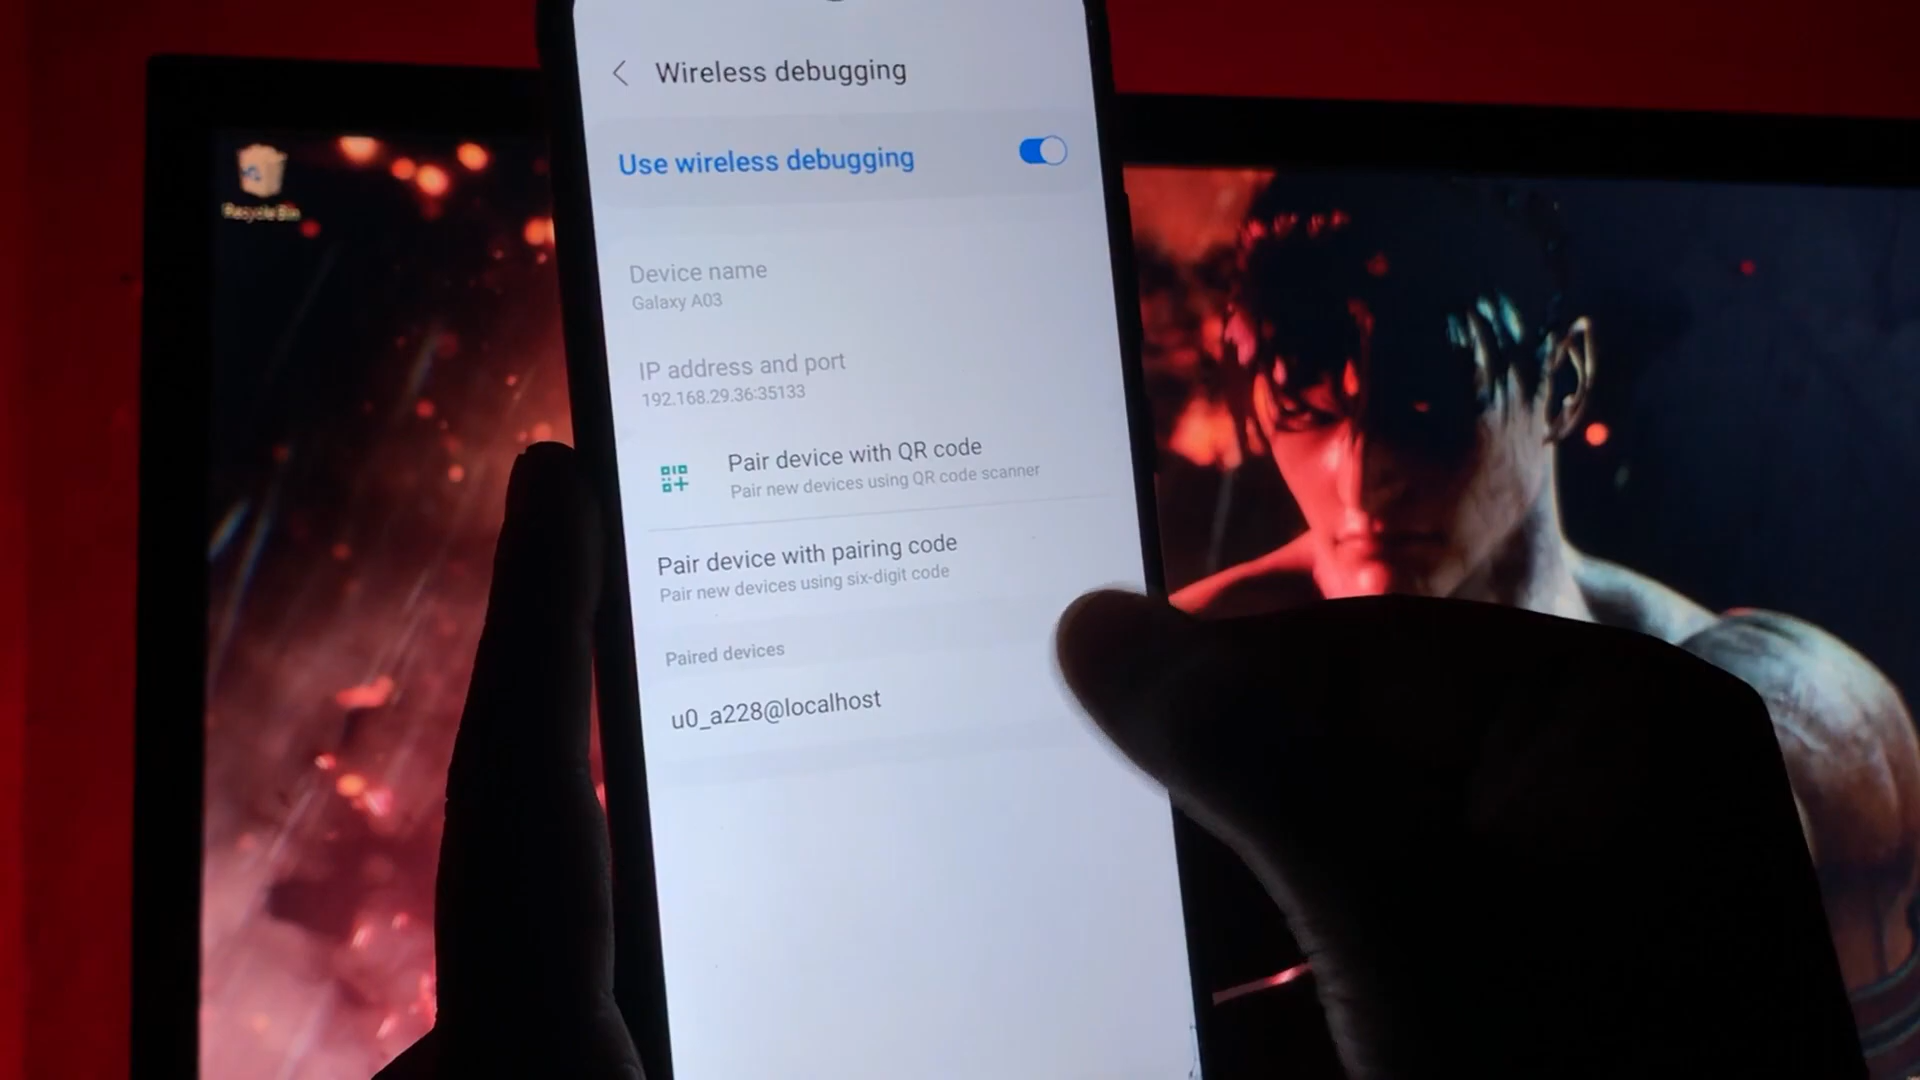 Wireless debugging
Use wireless debugging
Device name
Galaxy A03
IP address and port
192.168.29.36:35133
Pair device with QR code
Pair new devices using QR code scanner
Pair device with pairing code
Pair new devices using six-digit code
Paired devices
u0_a228@localhost
Recycle Bin